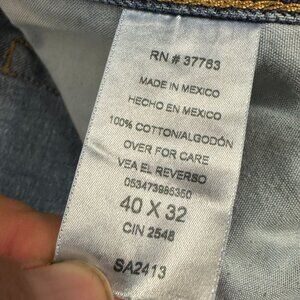 RN # 37763
MADE IN MEXICO
HECHO EN MEXICO
100% COTTON/ALGODÓN
OVER FOR CARE
VEA EL REVERSO
053473986350
40 X 32
CIN 2548
SA2413